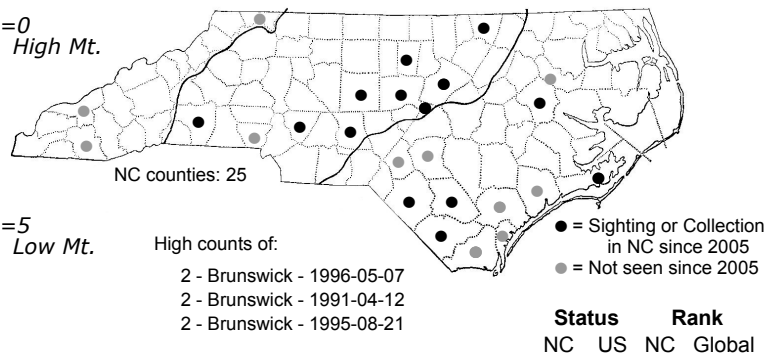 =0
High Mt.
NC counties: 25
=5
Low Mt.
High counts of:
2 - Brunswick - 1996-05-07
2 - Brunswick - 1991-04-12
2 - Brunswick - 1995-08-21
= Sighting or Collection
in NC since 2005
= Not seen since 2005
Status Rank
NC US NC Global